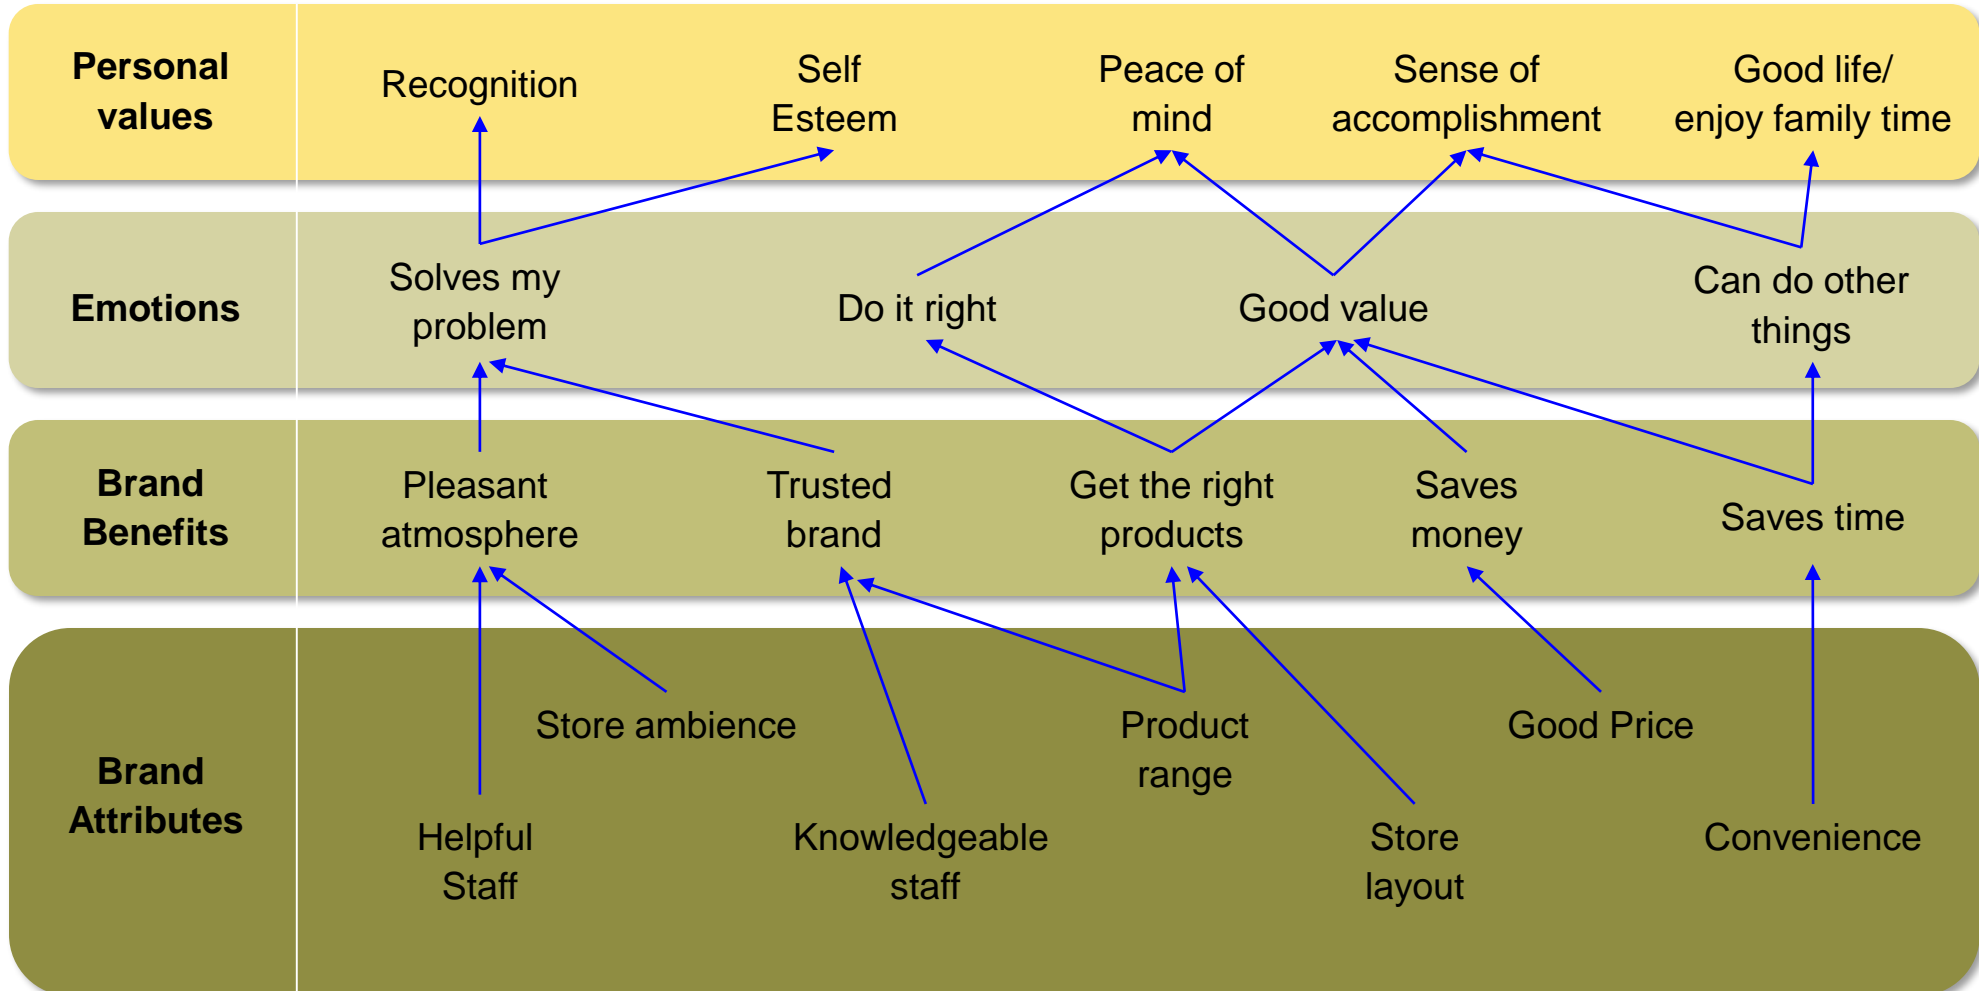 Personal
values
Recognition
Self
Esteem
Peace of
mind
Sense of
accomplishment
Good life/
enjoy family time
Emotions
Solves my
problem
Do it right
Good value
Can do other
things
Brand
Benefits
Pleasant
atmosphere
Trusted
brand
Get the right
products
Saves
money
Saves time
Brand
Attributes
Store ambience
Product
range
Good Price
Helpful
Staff
Knowledgeable
staff
Store
layout
Convenience